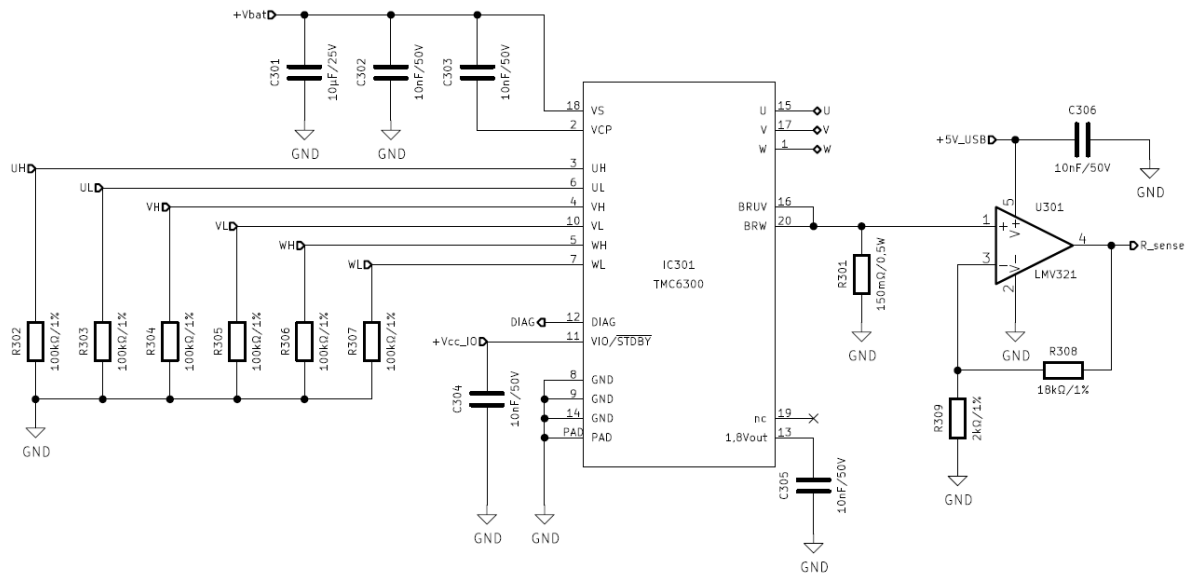 +Vbat
C301
10µF/25V
C302
10nF/50V
C303
10nF/50V
GND
GND
18
VS
2
VCP
UH
3
UH
UL
6
UL
VH
4
VH
VL
10
VL
WH
5
WH
WL
7
WL
IC301
TMC6300
U
15
U
V
17
V
W
1
W
BRUV
16
BRW
20
R301
150mΩ/0,5W
GND
+5V_USB
C306
10nF/50V
GND
U301
LMV321
1
+
3
-
5
V+
2
V-
4
R_sense
GND
R308
18kΩ/1%
R309
2kΩ/1%
GND
R302
100kΩ/1%
R303
100kΩ/1%
R304
100kΩ/1%
R305
100kΩ/1%
R306
100kΩ/1%
R307
100kΩ/1%
GND
DIAG
12
DIAG
+Vcc_IO
11
VIO/STDBY
C304
10nF/50V
GND
8
GND
9
GND
14
GND
PAD
PAD
GND
nc
19
1,8Vout
13
C305
10nF/50V
GND